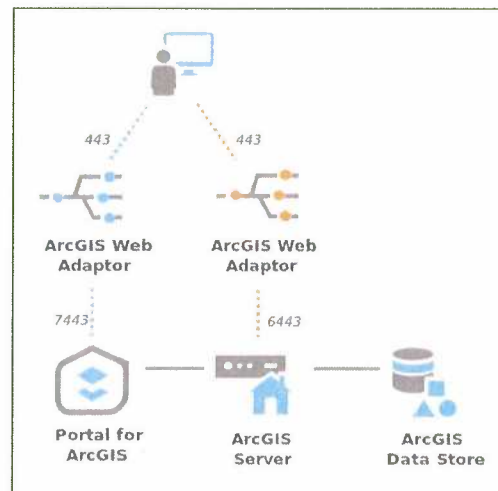 443
443
ArcGIS Web
Adaptor
ArcGIS Web
Adaptor
7443
6443
Portal for
ArcGIS
ArcGIS
Server
ArcGIS
Data Store